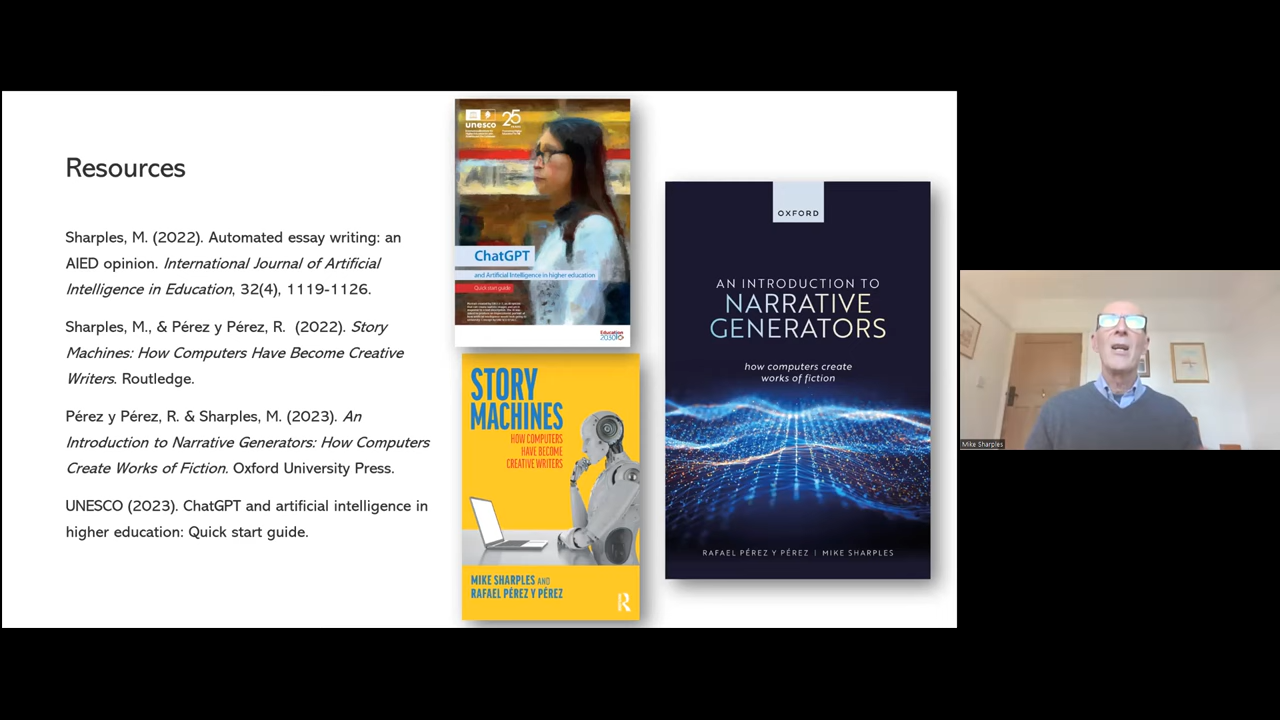 Resources
Sharples, M. (2022). Automated essay writing: an
AIED opinion. International Journal of Artificial
Intelligence in Education, 32(4), 1119-1126.
Sharples, M., & Pérez y Pérez, R. (2022). Story
Machines: How Computers Have Become Creative
Writers. Routledge.
Pérez y Pérez, R. & Sharples, M. (2023). An
Introduction to Narrative Generators: How Computers
Create Works of Fiction. Oxford University Press.
UNESCO (2023). ChatGPT and artificial intelligence in
higher education: Quick start guide.
unesco
25
ChatGPT
and Artificial Intelligence in higher education
Quick start guide
Education
2030
STORY
MACHINES
HOW COMPUTERS
HAVE BECOME
CREATIVE WRITERS
MIKE SHARPLES AND
RAFAEL PÉREZ Y PÉREZ
R
OXFORD
AN INTRODUCTION TO
NARRATIVE
GENERATORS
how computers create
works of fiction
RAFAEL PÉREZ Y PÉREZ | MIKE SHARPLES
Mike Sharples